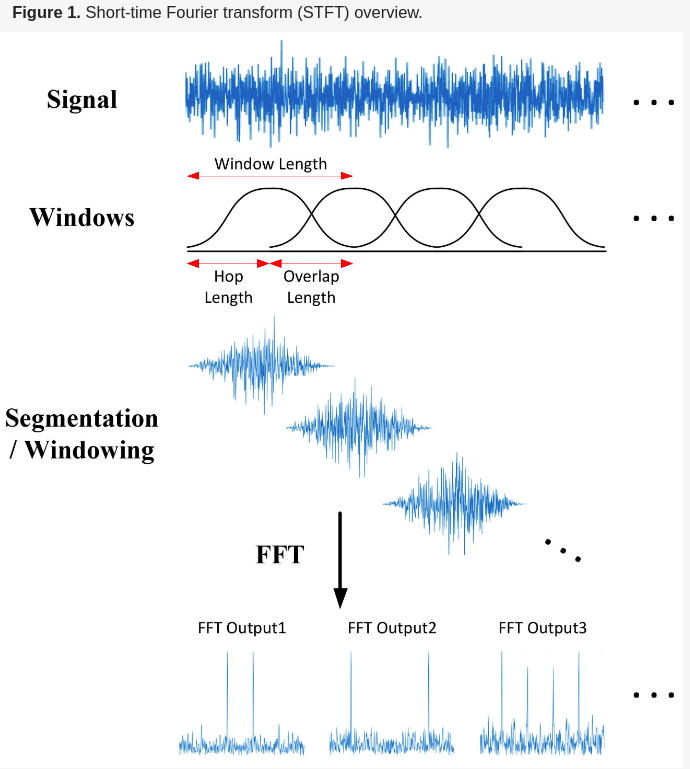 Figure 1. Short-time Fourier transform (STFT) overview.
Signal
Window Length
Windows
Hop
Length
Overlap
Length
Segmentation
/ Windowing
FFT
FFT Output1
FFT Output2
FFT Output3